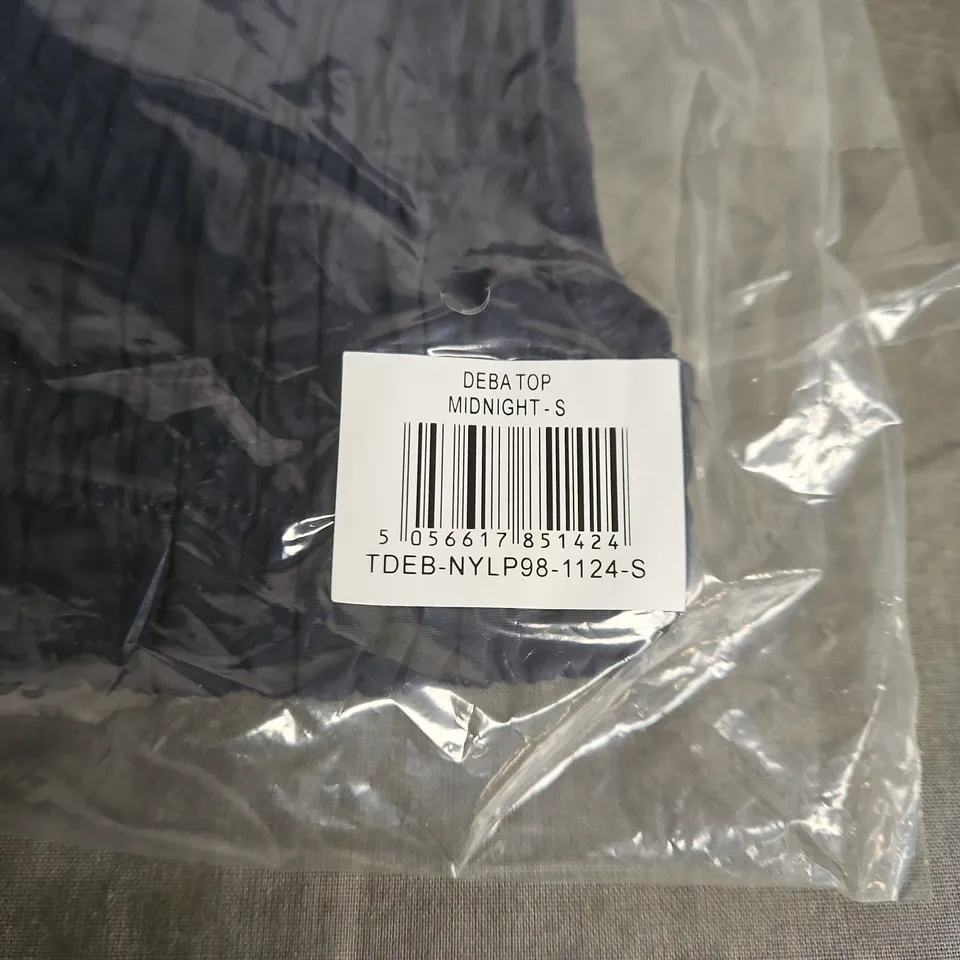 DEBA TOP
MIDNIGHT - S
5 056617 851424
TDEB-NYLP98-1124-S